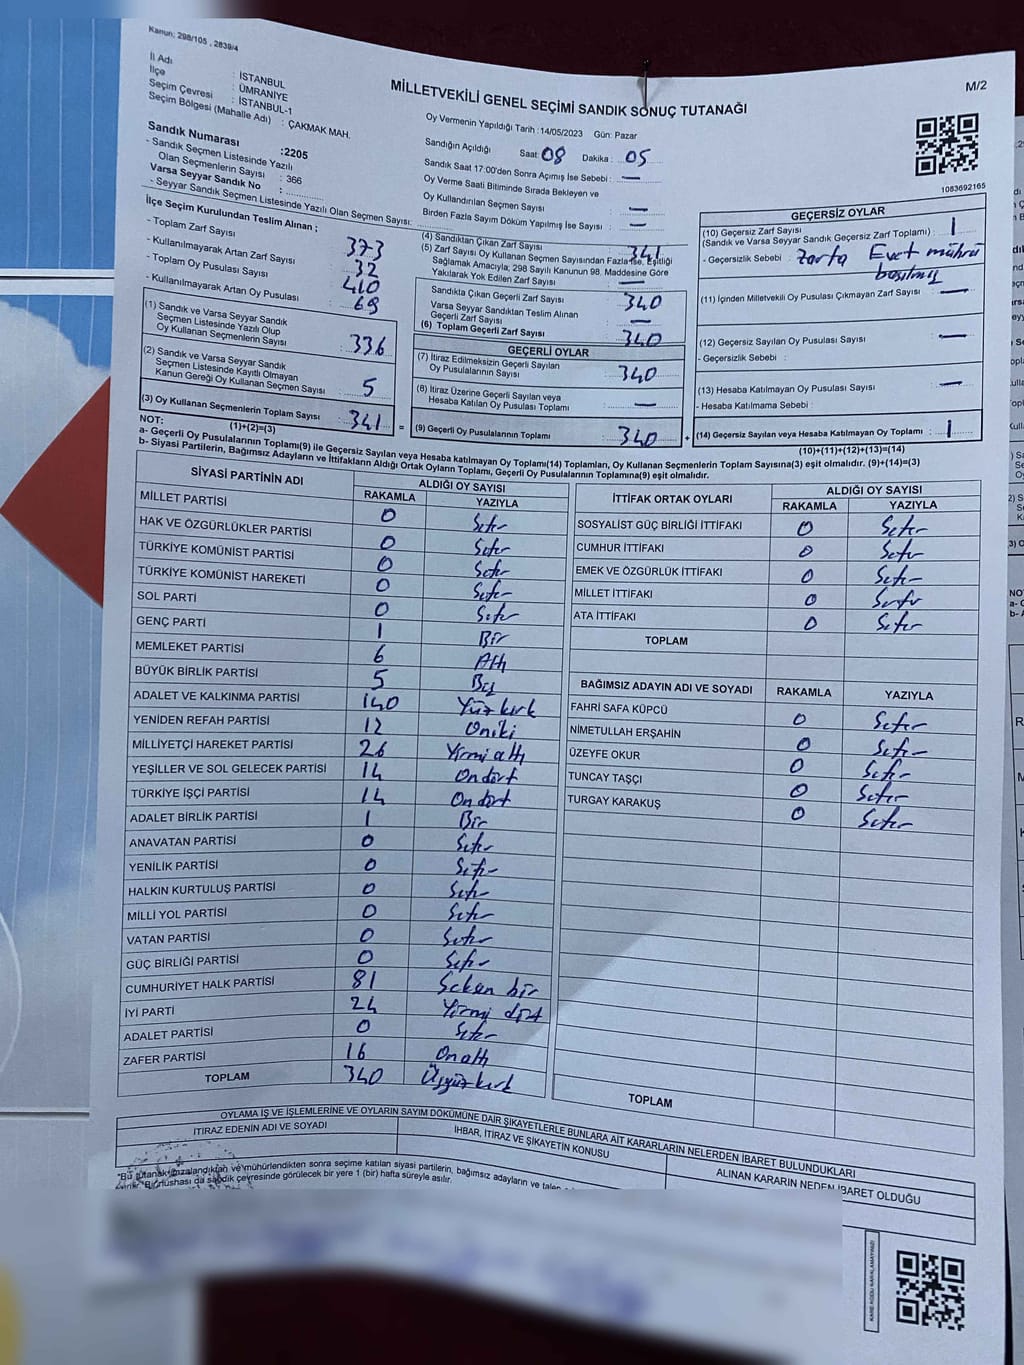 Kanun; 298/105 , 2839/4
MİLLETVEKİLİ GENEL SEÇİMİ SANDIK SONUÇ TUTANAĞI
M/2
İl Adı : İSTANBUL
İlçe : ÜMRANİYE
Seçim Çevresi : İSTANBUL-1
Seçim Bölgesi (Mahalle Adı) : ÇAKMAK MAH.
Sandık Numarası :2205
- Sandık Seçmen Listesinde Yazılı
Olan Seçmenlerin Sayısı : 366
Varsa Seyyar Sandık No :
- Seyyar Sandık Seçmen Listesinde Yazılı Olan Seçmen Sayısı:
Oy Vermenin Yapıldığı Tarih : 14/05/2023 Gün: Pazar
Sandığın Açıldığı Saat 08 Dakika : 05
Sandık Saat 17:00'den Sonra Açılmış İse Sebebi : —
Oy Verme Saati Bitiminde Sırada Bekleyen ve
Oy Kullandırılan Seçmen Sayısı —
Birden Fazla Sayım Döküm Yapılmış İse Sayısı : —
1083692165
İlçe Seçim Kurulundan Teslim Alınan ;
- Toplam Zarf Sayısı 373
- Kullanılmayarak Artan Zarf Sayısı : 32
- Toplam Oy Pusulası Sayısı 410
- Kullanılmayarak Artan Oy Pusulası : 69
(1) Sandık ve Varsa Seyyar Sandık
Seçmen Listesinde Yazılı Olup
Oy Kullanan Seçmenlerin Sayısı : 336
(2) Sandık ve Varsa Seyyar Sandık
Seçmen Listesinde Kayıtlı Olmayan
Kanun Gereği Oy Kullanan Seçmen Sayısı : 5
(3) Oy Kullanan Seçmenlerin Toplam Sayısı : 341
(1)+(2)=(3)
(4) Sandıktan Çıkan Zarf Sayısı 341
(5) Zarf Sayısı Oy Kullanan Seçmen Sayısından Fazla ise, Eşitliği
Sağlamak Amacıyla; 298 Sayılı Kanunun 98. Maddesine Göre
Yakılarak Yok Edilen Zarf Sayısı : —
Sandıkta Çıkan Geçerli Zarf Sayısı : 340
Varsa Seyyar Sandıktan Teslim Alınan
Geçerli Zarf Sayısı : —
(6) Toplam Geçerli Zarf Sayısı : 340
GEÇERLİ OYLAR
(7) İtiraz Edilmeksizin Geçerli Sayılan
Oy Pusulalarının Sayısı : 340
(8) İtiraz Üzerine Geçerli Sayılan veya
Hesaba Katılan Oy Pusulası Toplamı : —
= (9) Geçerli Oy Pusulalarının Toplamı : 340
GEÇERSİZ OYLAR
(10) Geçersiz Zarf Sayısı : 1
(Sandık ve Varsa Seyyar Sandık Geçersiz Zarf Toplamı)
- Geçersizlik Sebebi : zarfa Evet mührü
basılmış
(11) İçinden Milletvekili Oy Pusulası Çıkmayan Zarf Sayısı : —
(12) Geçersiz Sayılan Oy Pusulası Sayısı : —
- Geçersizlik Sebebi :
(13) Hesaba Katılmayan Oy Pusulası Sayısı : —
- Hesaba Katılmama Sebebi :
+ (14) Geçersiz Sayılan veya Hesaba Katılmayan Oy Toplamı : 1
(10)+(11)+(12)+(13)=(14)
NOT:
a- Geçerli Oy Pusulalarının Toplamı(9) ile Geçersiz Sayılan veya Hesaba katılmayan Oy Toplamı(14) Toplamları, Oy Kullanan Seçmenlerin Toplam Sayısına(3) eşit olmalıdır. (9)+(14)=(3)
b- Siyasi Partilerin, Bağımsız Adayların ve İttifakların Aldığı Ortak Oyların Toplamı, Geçerli Oy Pusulalarının Toplamına(9) eşit olmalıdır.
SİYASİ PARTİNİN ADI ALDIĞI OY SAYISI
RAKAMLA YAZIYLA
MİLLET PARTİSİ 0 Sıfır
HAK VE ÖZGÜRLÜKLER PARTİSİ 0 Sıfır
TÜRKİYE KOMÜNİST PARTİSİ 0 Sıfır
TÜRKİYE KOMÜNİST HAREKETİ 0 Sıfır
SOL PARTİ 0 Sıfır
GENÇ PARTİ 1 Bir
MEMLEKET PARTİSİ 6 Altı
BÜYÜK BİRLİK PARTİSİ 5 Beş
ADALET VE KALKINMA PARTİSİ 140 Yüz kırk
YENİDEN REFAH PARTİSİ 12 Oniki
MİLLİYETÇİ HAREKET PARTİSİ 26 Yirmi altı
YEŞİLLER VE SOL GELECEK PARTİSİ 14 On dört
TÜRKİYE İŞÇİ PARTİSİ 14 On dört
ADALET BİRLİK PARTİSİ 1 Bir
ANAVATAN PARTİSİ 0 Sıfır
YENİLİK PARTİSİ 0 Sıfır
HALKIN KURTULUŞ PARTİSİ 0 Sıfır
MİLLİ YOL PARTİSİ 0 Sıfır
VATAN PARTİSİ 0 Sıfır
GÜÇ BİRLİĞİ PARTİSİ 0 Sıfır
CUMHURİYET HALK PARTİSİ 81 Seksen bir
İYİ PARTİ 24 Yirmi dört
ADALET PARTİSİ 0 Sıfır
ZAFER PARTİSİ 16 On altı
TOPLAM 340 Üçyüz kırk
İTTİFAK ORTAK OYLARI ALDIĞI OY SAYISI
RAKAMLA YAZIYLA
SOSYALİST GÜÇ BİRLİĞİ İTTİFAKI 0 Sıfır
CUMHUR İTTİFAKI 0 Sıfır
EMEK VE ÖZGÜRLÜK İTTİFAKI 0 Sıfır
MİLLET İTTİFAKI 0 Sıfır
ATA İTTİFAKI 0 Sıfır
TOPLAM
BAĞIMSIZ ADAYIN ADI VE SOYADI RAKAMLA YAZIYLA
FAHRİ SAFA KÜPCÜ 0 Sıfır
NİMETULLAH ERŞAHİN 0 Sıfır
ÜZEYFE OKUR 0 Sıfır
TUNCAY TAŞÇI 0 Sıfır
TURGAY KARAKUŞ 0 Sıfır
TOPLAM
OYLAMA İŞ VE İŞLEMLERİNE VE OYLARIN SAYIM DÖKÜMÜNE DAİR ŞİKAYETLERLE BUNLARA AİT KARARLARIN NELERDEN İBARET BULUNDUKLARI
İTİRAZ EDENİN ADI VE SOYADI İHBAR, İTİRAZ VE ŞİKAYETİN KONUSU ALINAN KARARIN NEDEN İBARET OLDUĞU
"Bu tutanak imzalandıktan ve mühürlendikten sonra seçime katılan siyasi partilerin, bağımsız adayların ve talep
Bir nüshası da sandık çevresinde görülecek bir yere 1 (bir) hafta süreyle asılır.
KARE KODU KARALAMAYINIZ!